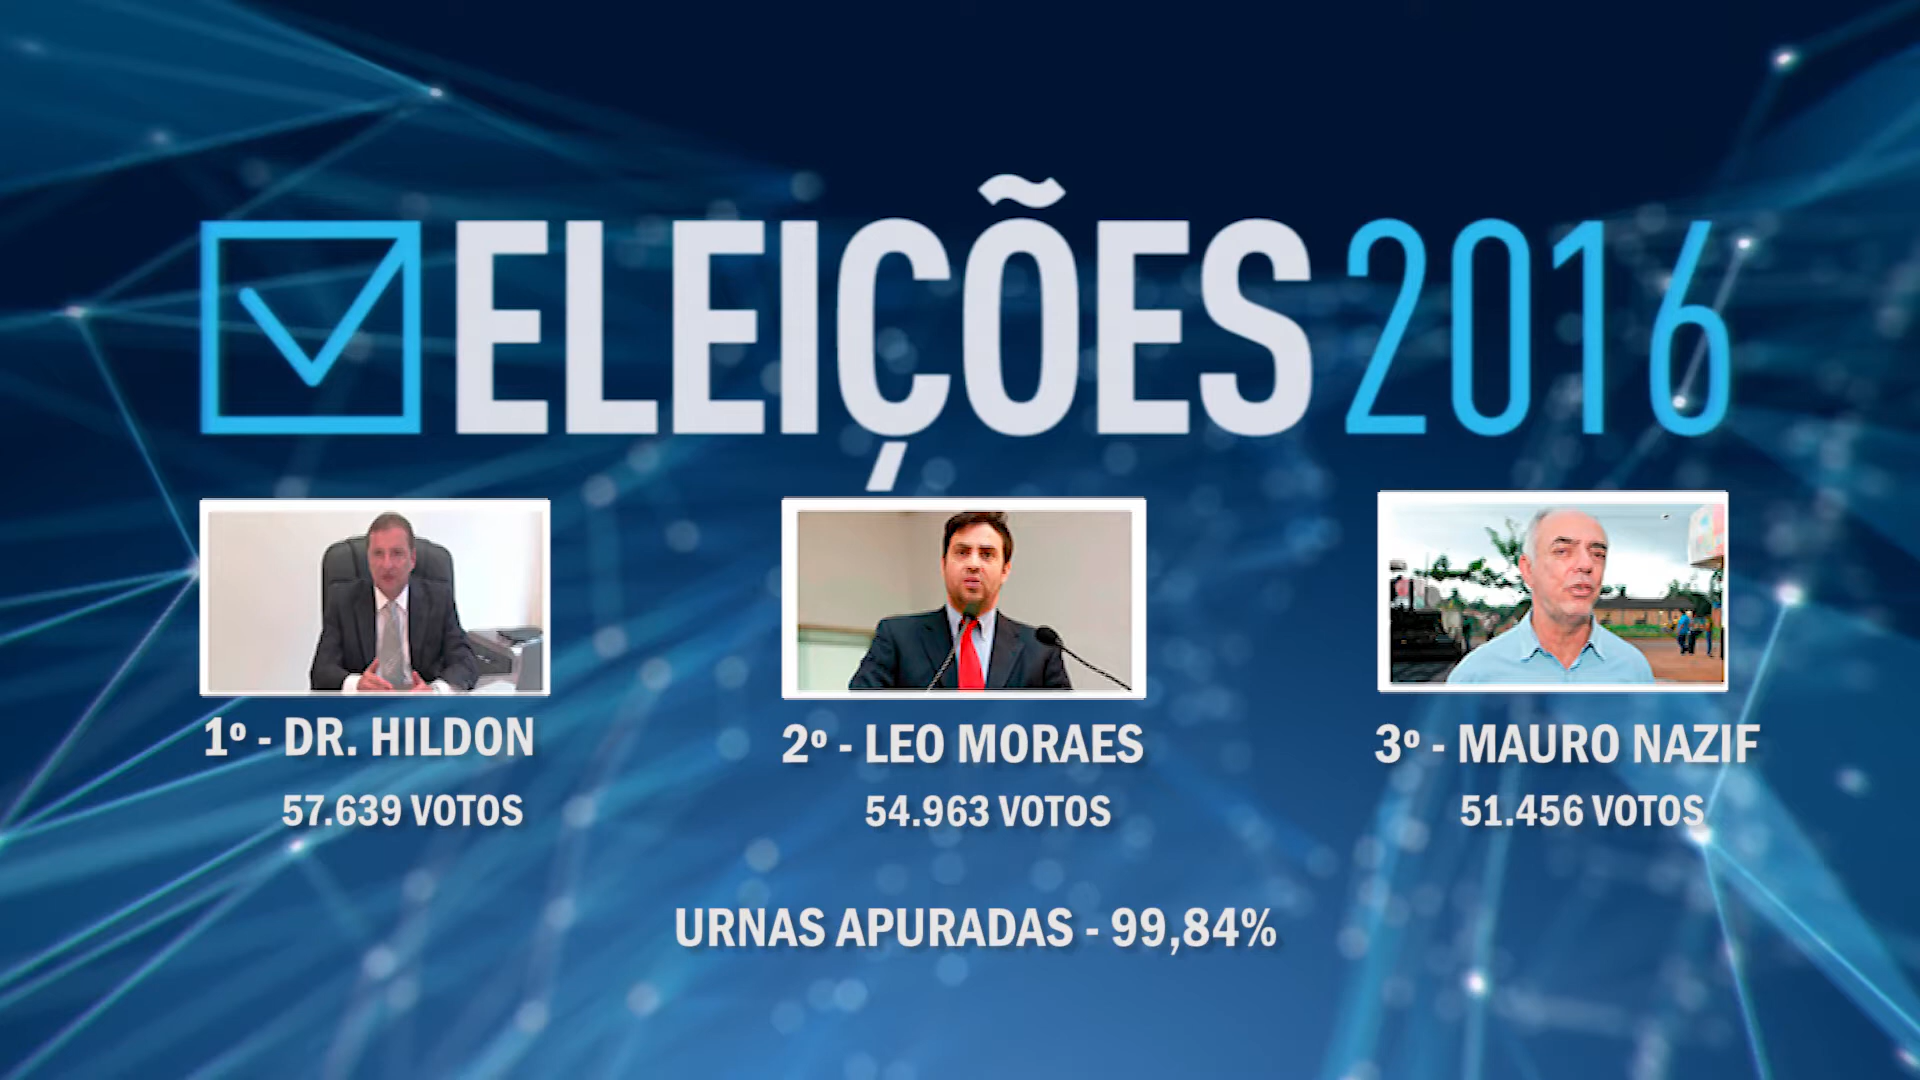 ELEIÇÕES 2016
1º - DR. HILDON
57.639 VOTOS
2º - LEO MORAES
54.963 VOTOS
3º - MAURO NAZIF
51.456 VOTOS
URNAS APURADAS - 99,84%